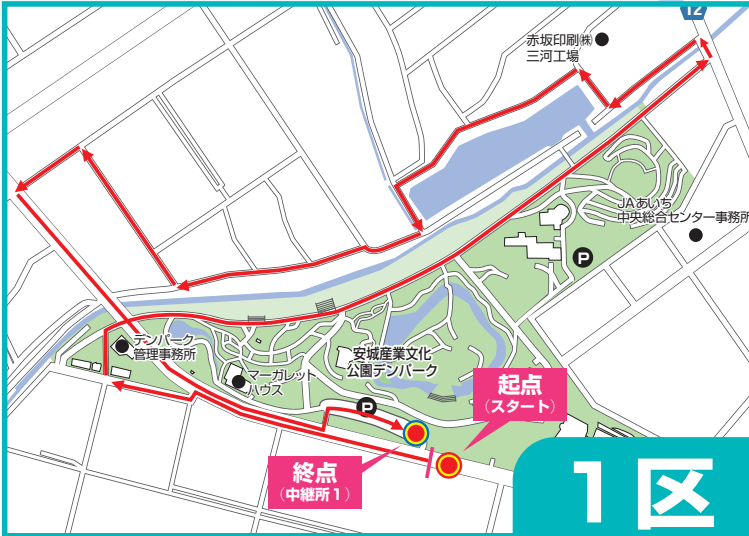 12
赤坂印刷㈱
三河工場
JAあいち
中央総合センター事務所
P
デンパーク
管理事務所
マーガレット
ハウス
安城産業文化
公園デンパーク
P
起点
(スタート)
終点
(中継所1)
1区